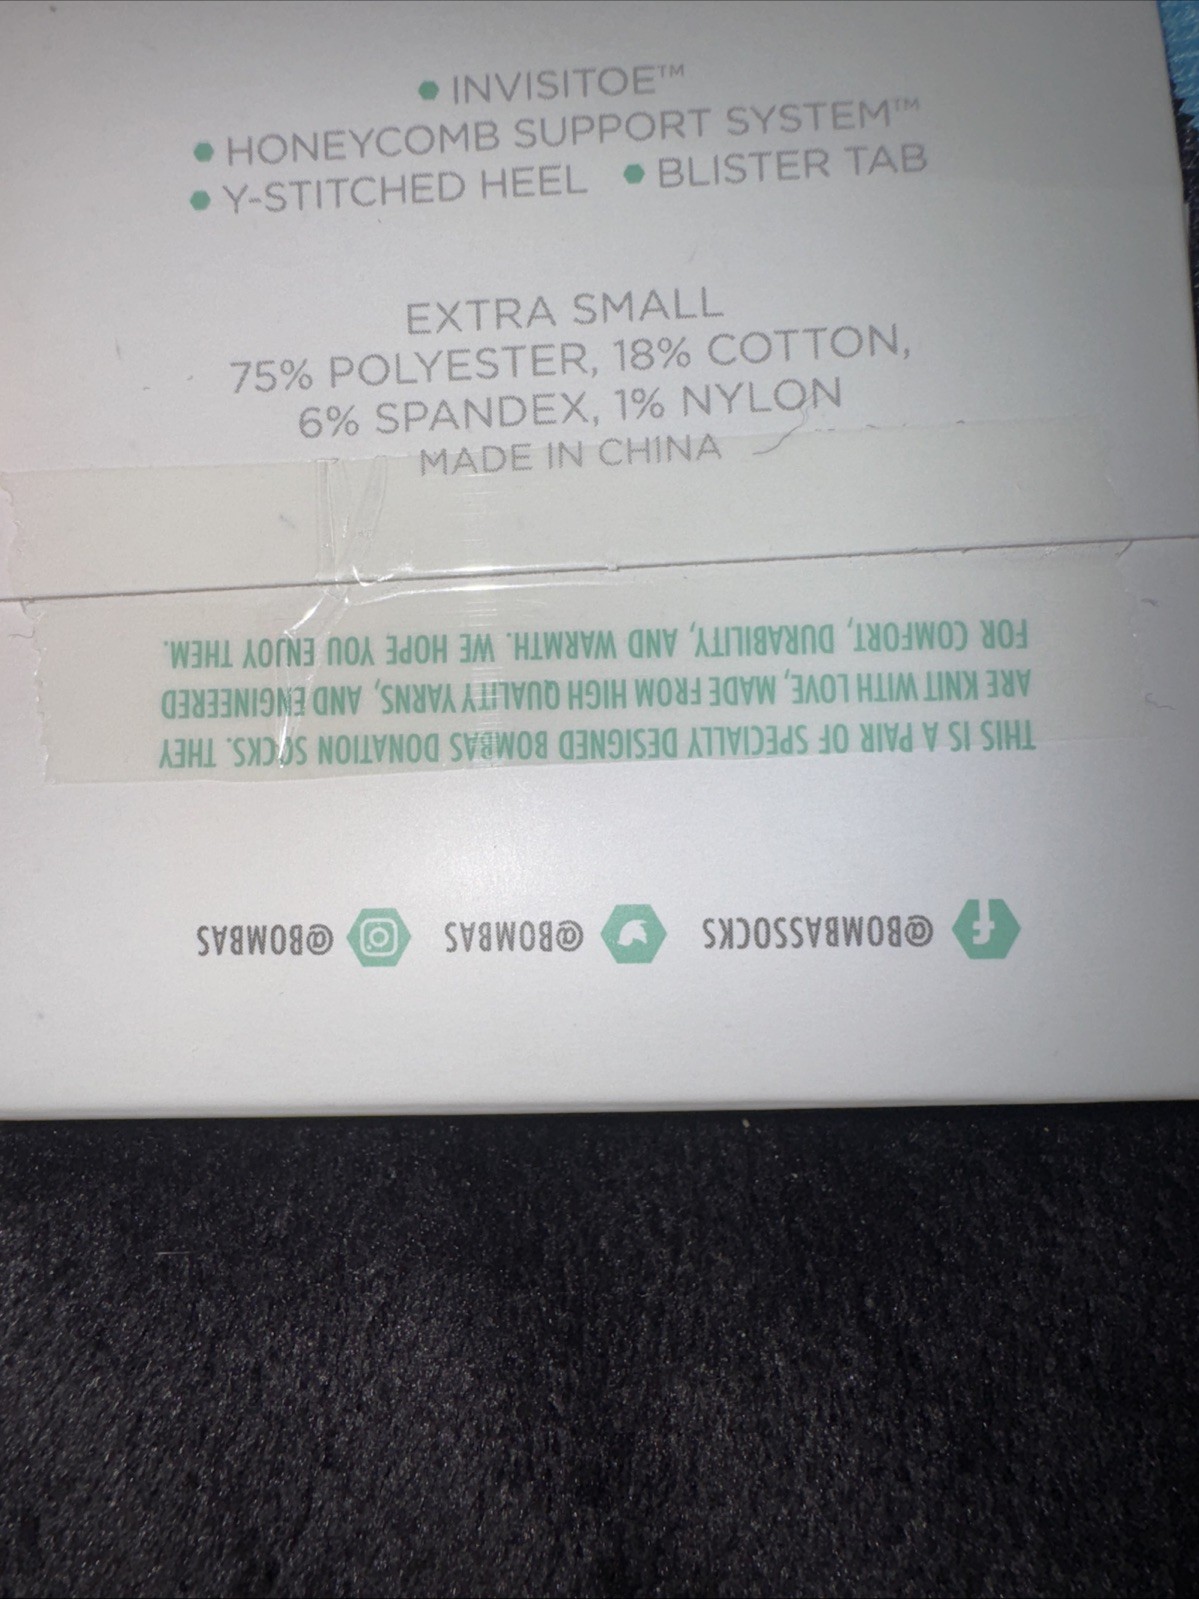 • INVISITOE™
• HONEYCOMB SUPPORT SYSTEM™
• Y-STITCHED HEEL • BLISTER TAB
EXTRA SMALL
75% POLYESTER, 18% COTTON,
6% SPANDEX, 1% NYLON
MADE IN CHINA
THIS IS A PAIR OF SPECIALLY DESIGNED BOMBAS DONATION SOCKS. THEY
ARE KNIT WITH LOVE, MADE FROM HIGH QUALITY YARNS, AND ENGINEERED
FOR COMFORT, DURABILITY, AND WARMTH. WE HOPE YOU ENJOY THEM.
@BOMBASSOCKS @BOMBAS @BOMBAS